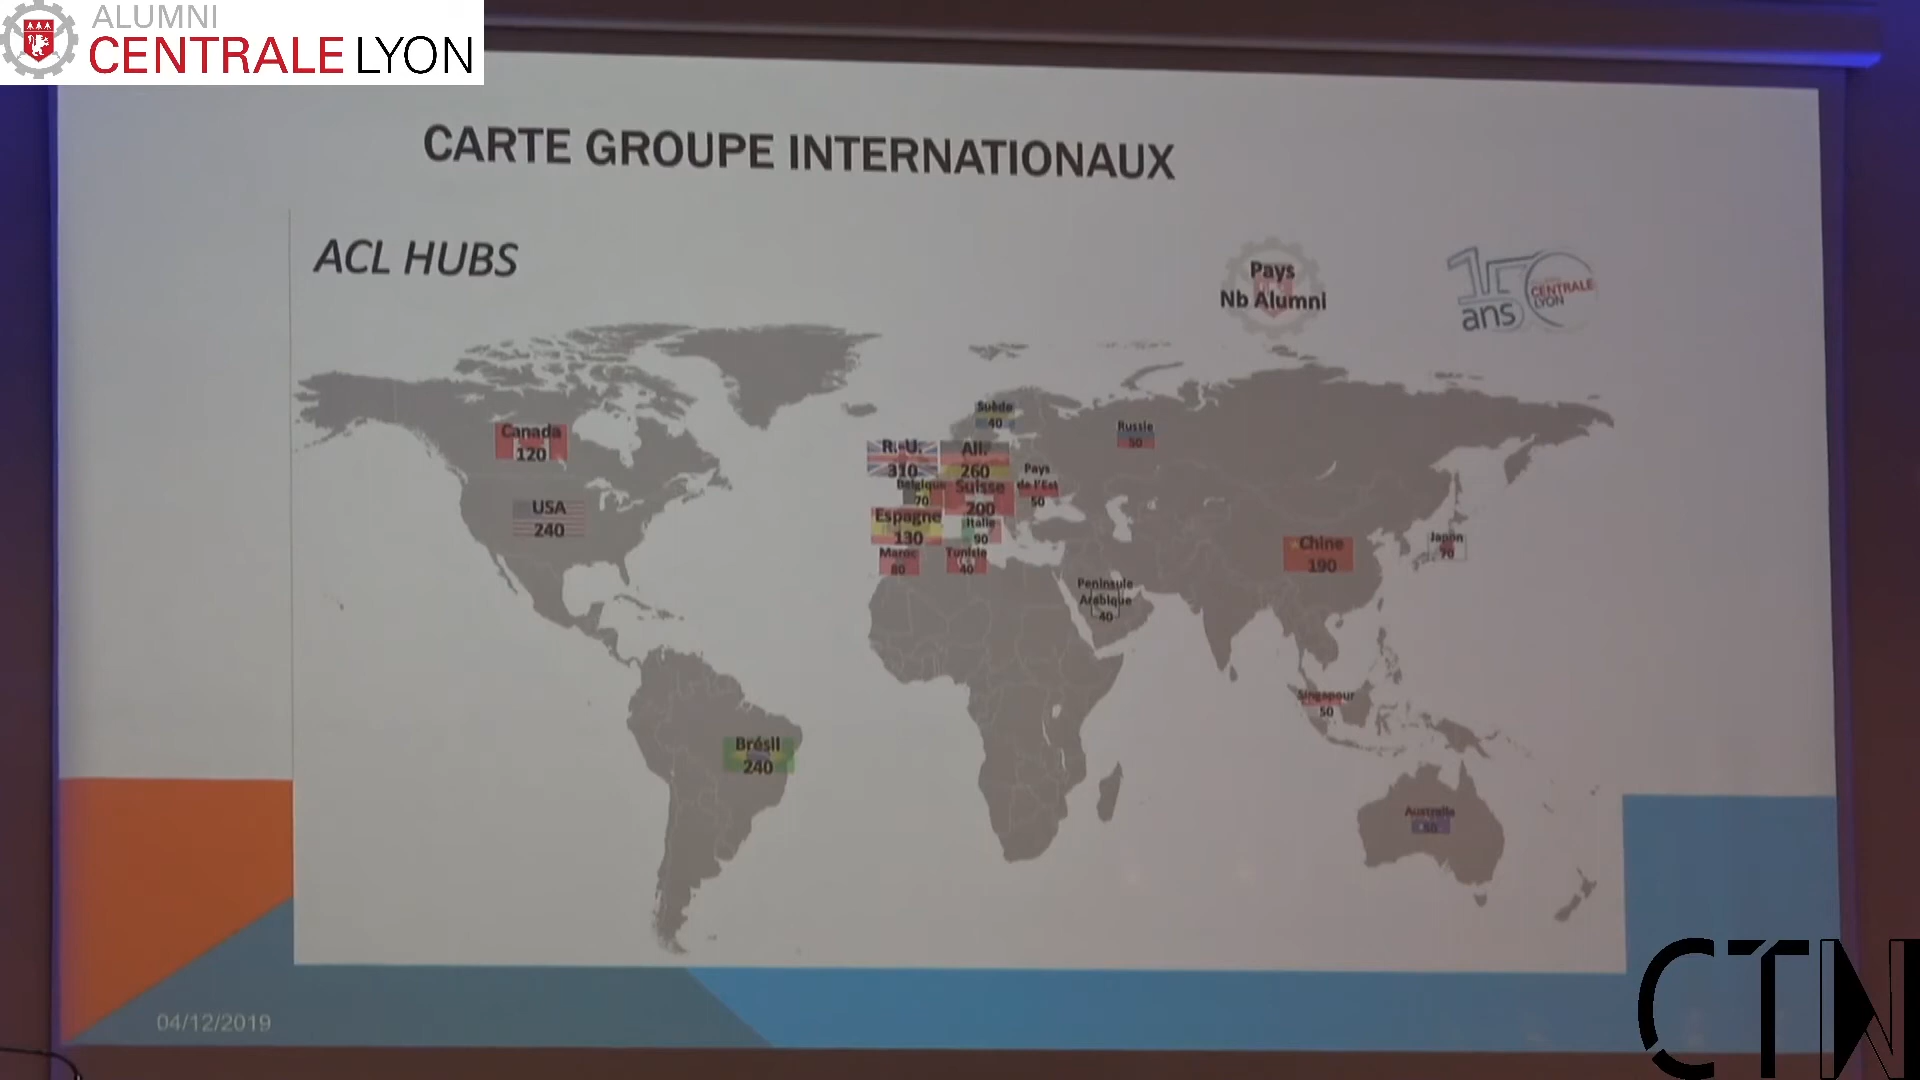 ALUMNI
CENTRALE LYON
CARTE GROUPE INTERNATIONAUX
ACL HUBS
Pays
Nb Alumni
ans
CENTRALE
LYON
Suède
40
Russie
50
Canada
120
R.-U.
310
All.
260
Pays
de l'Est
50
Belgique
70
Suisse
200
USA
240
Espagne
130
Italie
90
Chine
190
Japon
70
Maroc
80
Tunisie
40
Peninsule
Arabique
40
Singapour
50
Brésil
240
Australie
04/12/2019
CTN